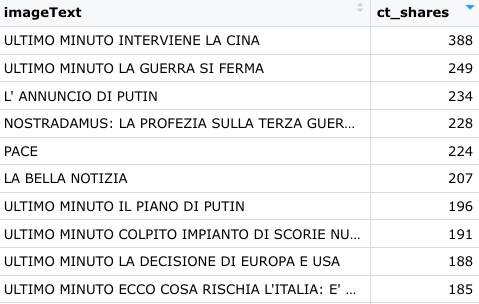 imageText ct_shares
ULTIMO MINUTO INTERVIENE LA CINA 388
ULTIMO MINUTO LA GUERRA SI FERMA 249
L' ANNUNCIO DI PUTIN 234
NOSTRADAMUS: LA PROFEZIA SULLA TERZA GUER... 228
PACE 224
LA BELLA NOTIZIA 207
ULTIMO MINUTO IL PIANO DI PUTIN 196
ULTIMO MINUTO COLPITO IMPIANTO DI SCORIE NU... 191
ULTIMO MINUTO LA DECISIONE DI EUROPA E USA 188
ULTIMO MINUTO ECCO COSA RISCHIA L'ITALIA: E' ... 185